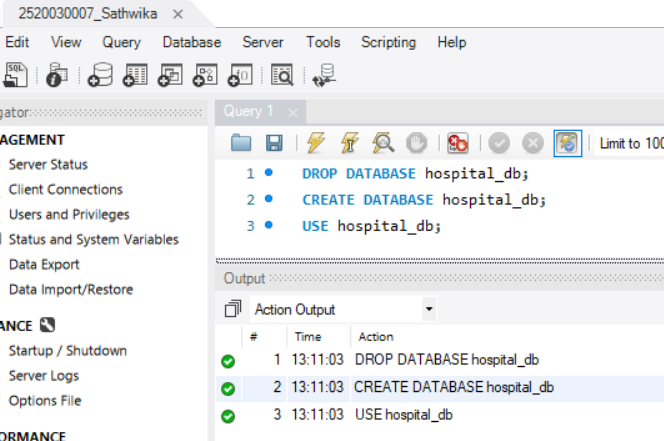 2520030007_Sathwika ×
Edit View Query Database Server Tools Scripting Help
SQL
Query 1 ×
Limit to 100
AGEMENT
Server Status
Client Connections
Users and Privileges
Status and System Variables
Data Export
Data Import/Restore
ANCE
Startup / Shutdown
Server Logs
Options File
ORMANCE
1 DROP DATABASE hospital_db;
2 CREATE DATABASE hospital_db;
3 USE hospital_db;
Output
Action Output
# Time Action
1 13:11:03 DROP DATABASE hospital_db
2 13:11:03 CREATE DATABASE hospital_db
3 13:11:03 USE hospital_db